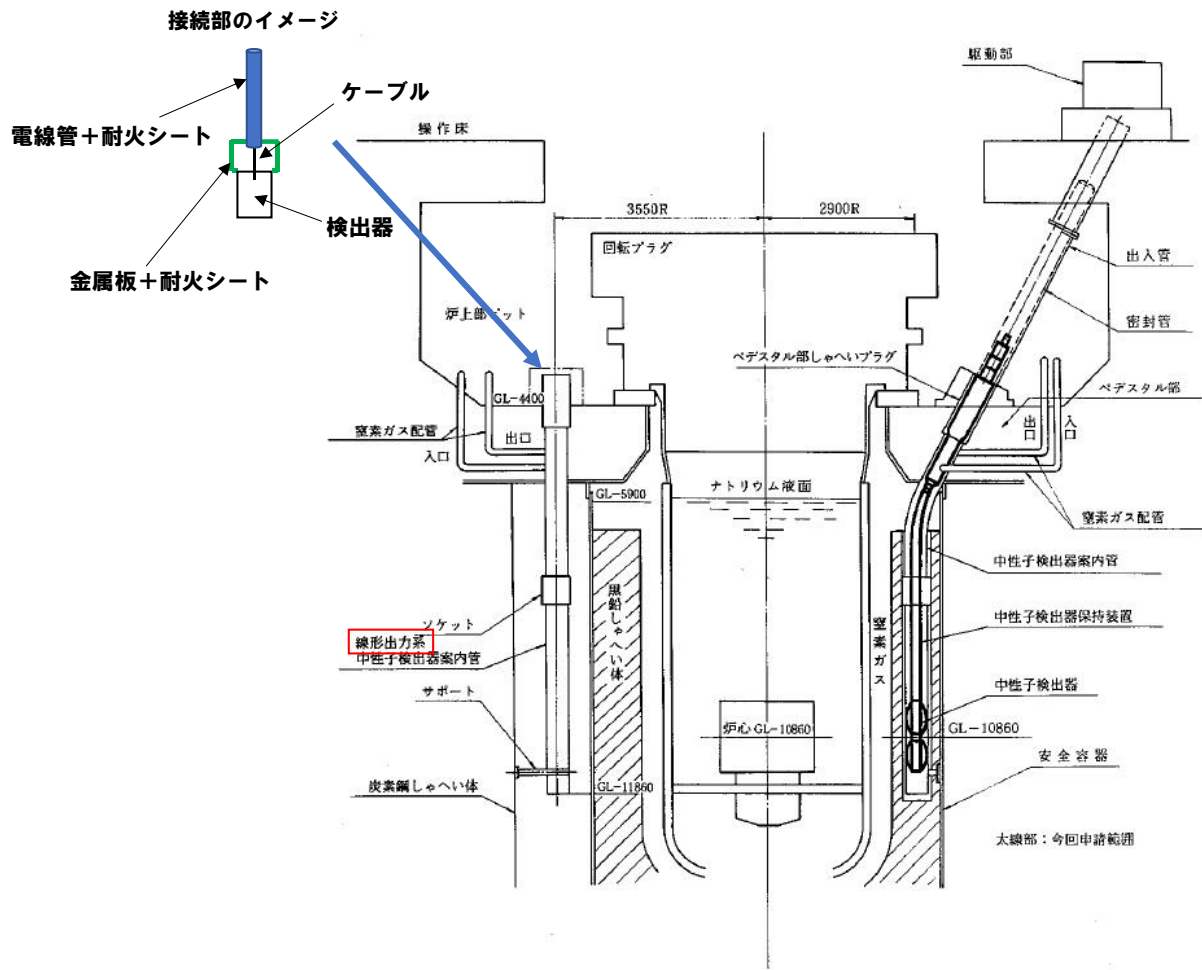 接続部のイメージ
ケーブル
電線管+耐火シート
検出器
金属板+耐火シート
駆動部
操作床
3550R
2900R
回転プラグ
出入管
炉上部ピット
密封管
ペデスタル部しゃへいプラグ
GL-4400
ペデスタル部
窒素ガス配管
出口
入口
出口
入口
GL-5900
ナトリウム液面
窒素ガス配管
中性子検出器案内管
黒鉛しゃへい体
窒素ガス
ソケット
線形出力系
中性子検出器案内管
中性子検出器保持装置
サポート
中性子検出器
炉心 GL-10860
GL-10860
安全容器
炭素鋼しゃへい体
GL-11860
太線部:今回申請範囲